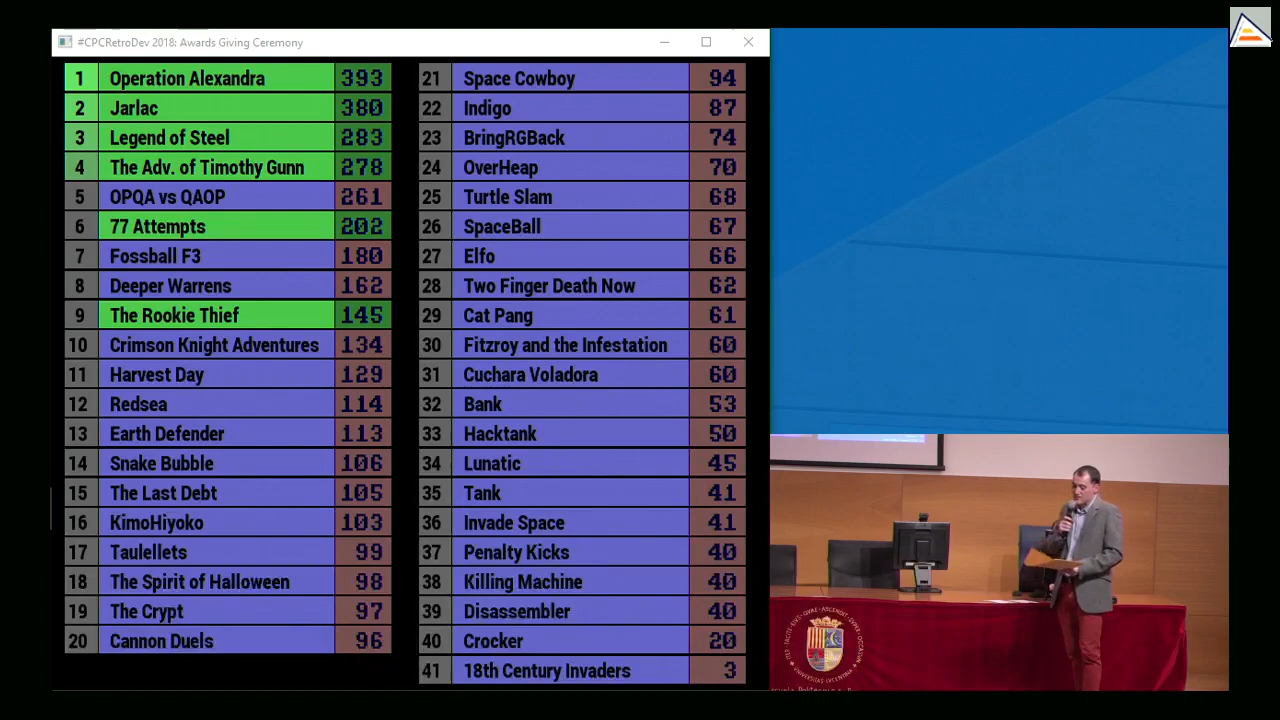 #CPCRetroDev 2018: Awards Giving Ceremony
1 Operation Alexandra 393
2 Jarlac 380
3 Legend of Steel 283
4 The Adv. of Timothy Gunn 278
5 OPQA vs QAOP 261
6 77 Attempts 202
7 Fossball F3 180
8 Deeper Warrens 162
9 The Rookie Thief 145
10 Crimson Knight Adventures 134
11 Harvest Day 129
12 Redsea 114
13 Earth Defender 113
14 Snake Bubble 106
15 The Last Debt 105
16 KimoHiyoko 103
17 Taulellets 99
18 The Spirit of Halloween 98
19 The Crypt 97
20 Cannon Duels 96
21 Space Cowboy 94
22 Indigo 87
23 BringRGBack 74
24 OverHeap 70
25 Turtle Slam 68
26 SpaceBall 67
27 Elfo 66
28 Two Finger Death Now 62
29 Cat Pang 61
30 Fitzroy and the Infestation 60
31 Cuchara Voladora 60
32 Bank 53
33 Hacktank 50
34 Lunatic 45
35 Tank 41
36 Invade Space 41
37 Penalty Kicks 40
38 Killing Machine 40
39 Disassembler 40
40 Crocker 20
41 18th Century Invaders 3